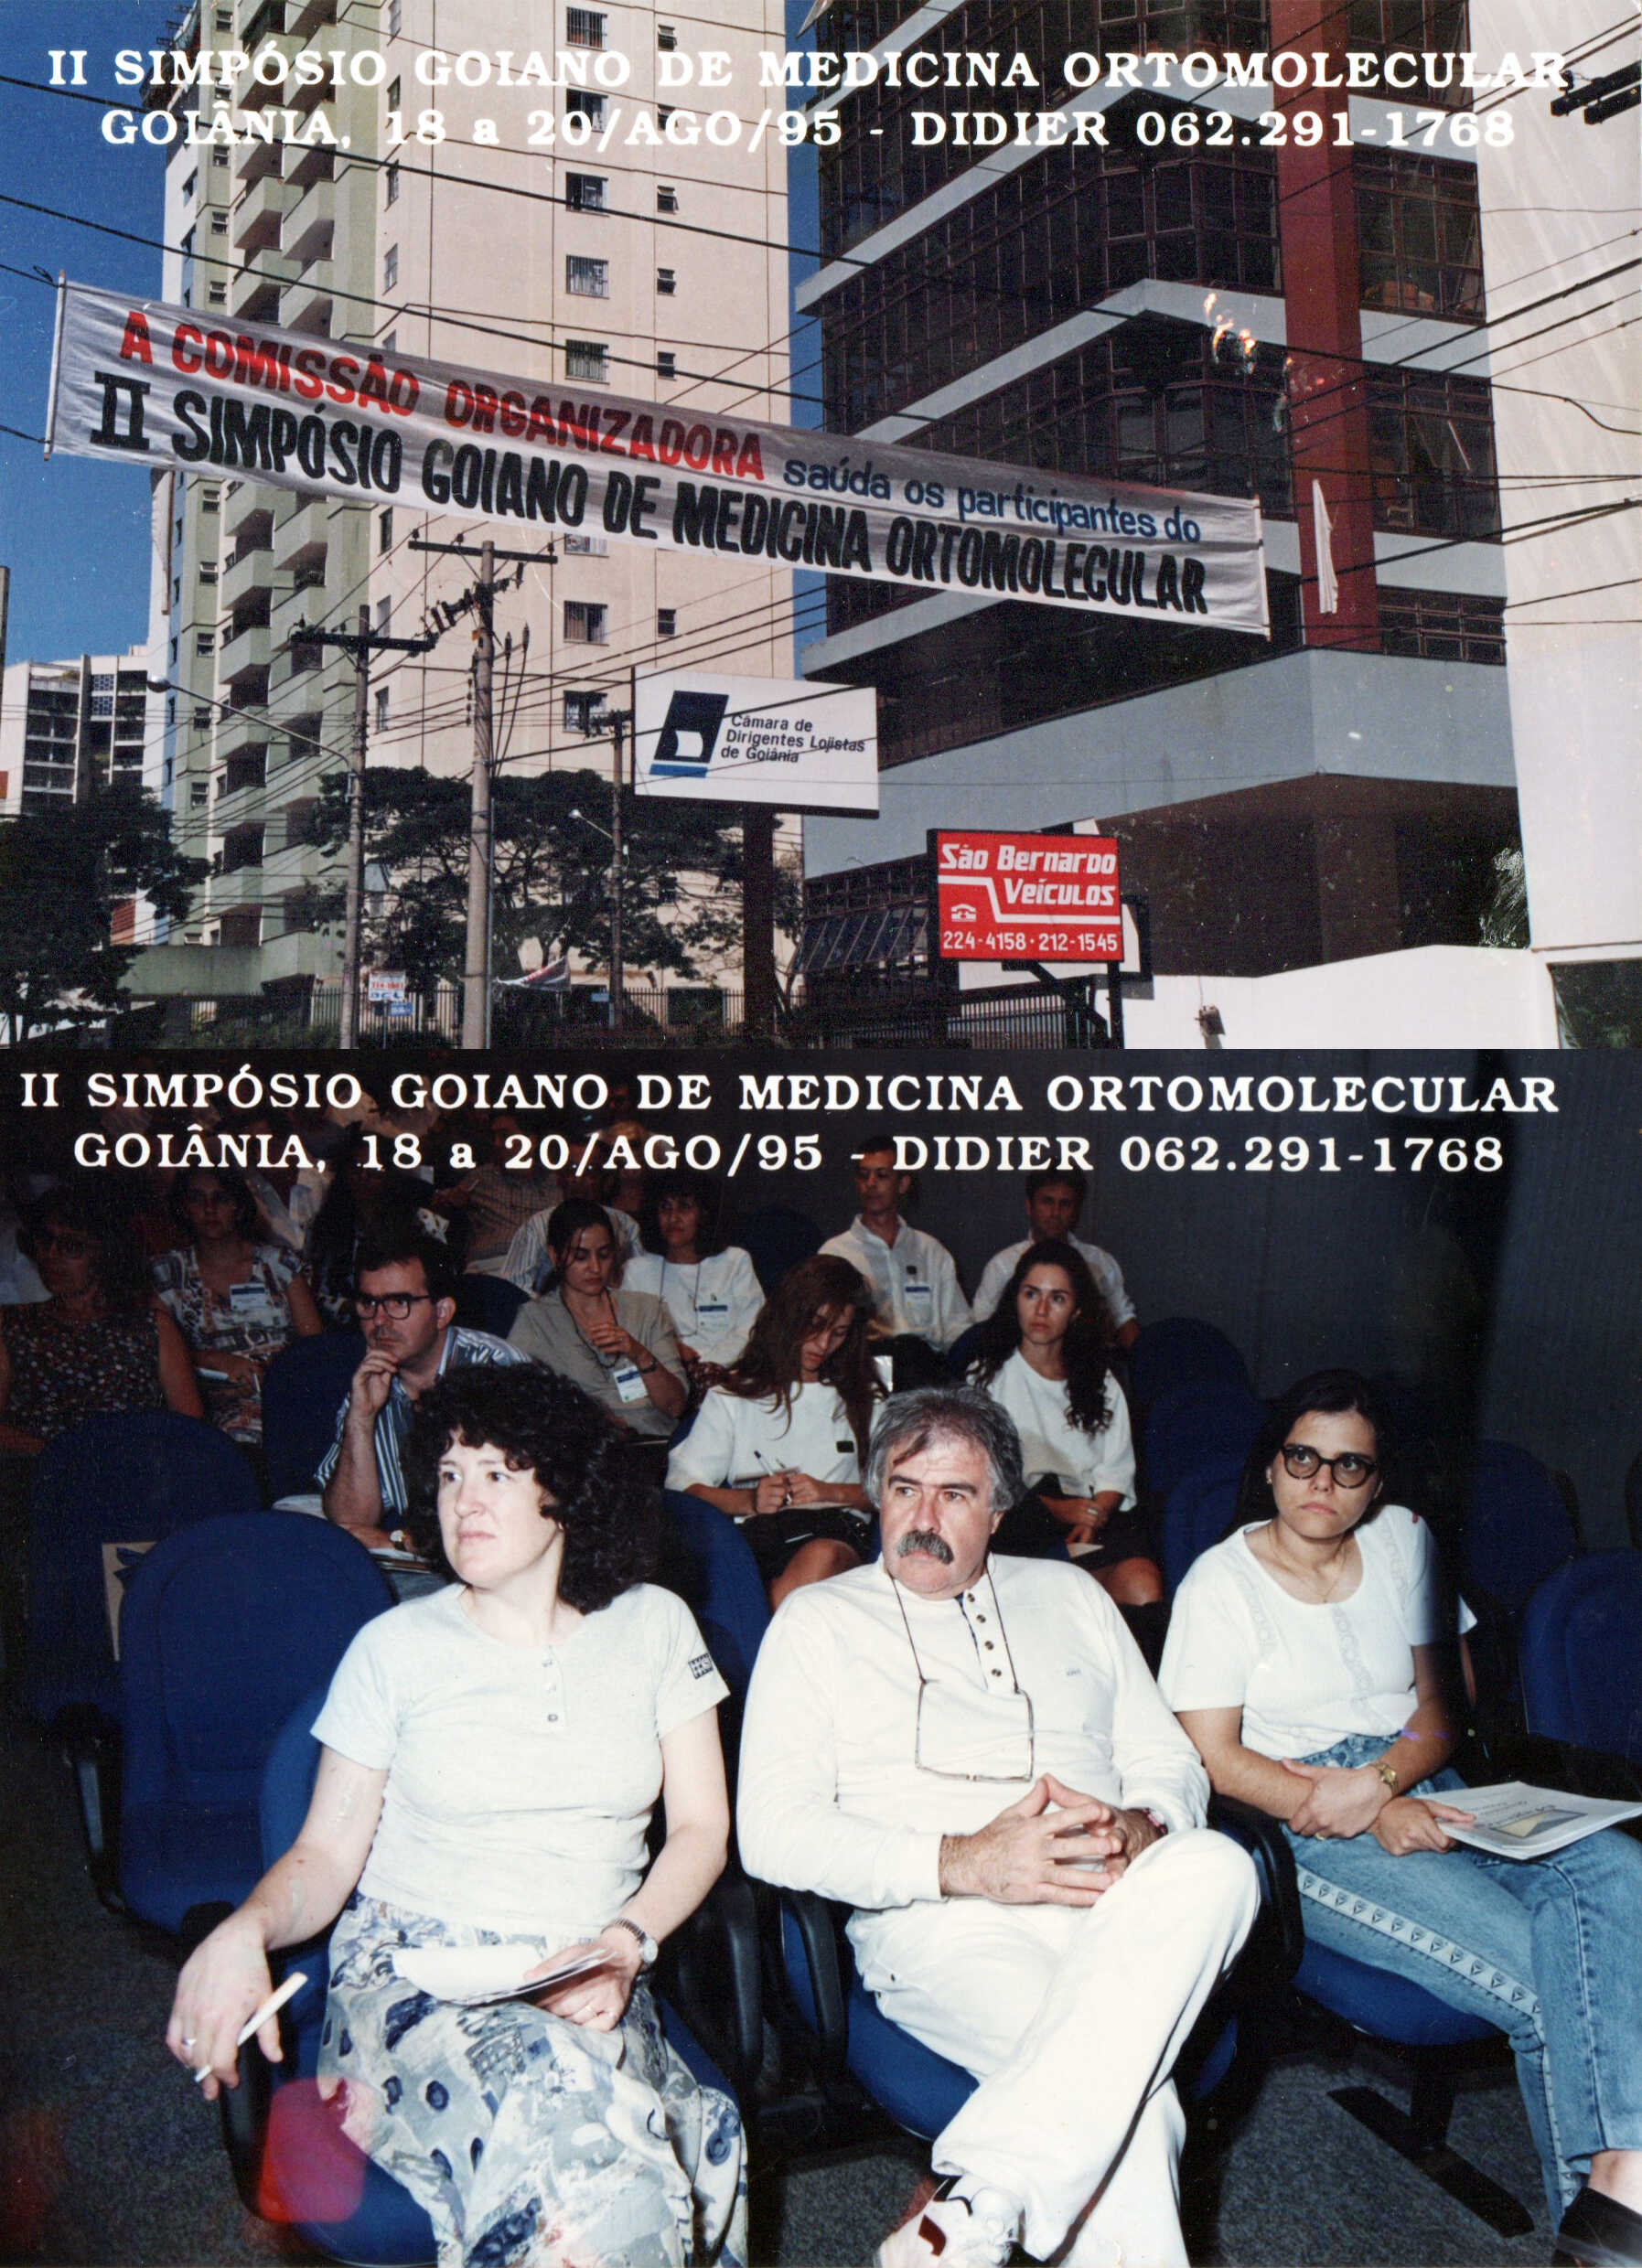 II SIMPÓSIO GOIANO DE MEDICINA ORTOMOLECULAR
GOIÂNIA, 18 a 20/AGO/95 - DIDIER 062.291-1768
A COMISSÃO ORGANIZADORA saúda os participantes do
II SIMPÓSIO GOIANO DE MEDICINA ORTOMOLECULAR
Câmara de
Dirigentes Lojistas
de Goiânia
São Bernardo
Veículos
224-4158 · 212-1545
II SIMPÓSIO GOIANO DE MEDICINA ORTOMOLECULAR
GOIÂNIA, 18 a 20/AGO/95 - DIDIER 062.291-1768